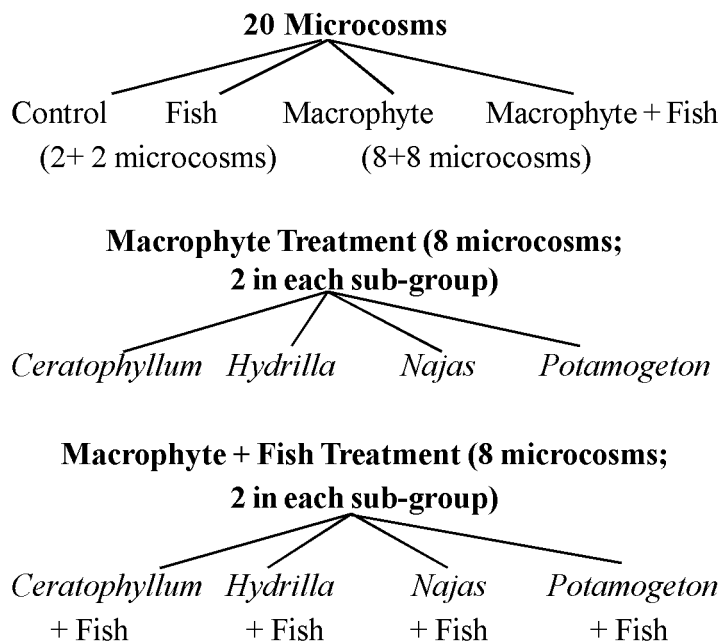 20 Microcosms
Control Fish Macrophyte Macrophyte + Fish
(2+ 2 microcosms) (8+8 microcosms)
Macrophyte Treatment (8 microcosms;
2 in each sub-group)
Ceratophyllum Hydrilla Najas Potamogeton
Macrophyte + Fish Treatment (8 microcosms;
2 in each sub-group)
Ceratophyllum Hydrilla Najas Potamogeton
+ Fish + Fish + Fish + Fish